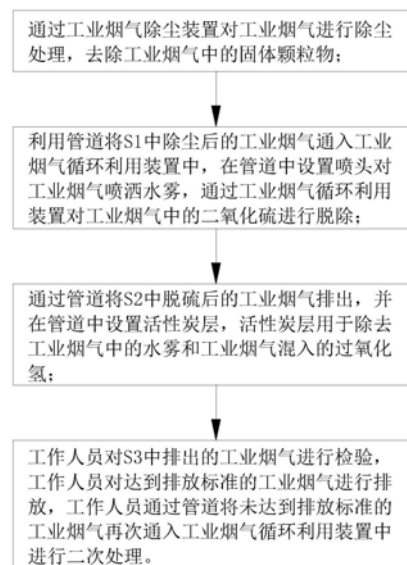 通过工业烟气除尘装置对工业烟气进行除尘
处理，去除工业烟气中的固体颗粒物；
利用管道将S1中除尘后的工业烟气通入工业
烟气循环利用装置中，在管道中设置喷头对
工业烟气喷洒水雾，通过工业烟气循环利用
装置对工业烟气中的二氧化硫进行脱除；
通过管道将S2中脱硫后的工业烟气排出，并
在管道中设置活性炭层，活性炭层用于除去
工业烟气中的水雾和工业烟气混入的过氧化
氢；
工作人员对S3中排出的工业烟气进行检验，
工作人员对达到排放标准的工业烟气进行排
放，工作人员通过管道将未达到排放标准的
工业烟气再次通入工业烟气循环利用装置中
进行二次处理。